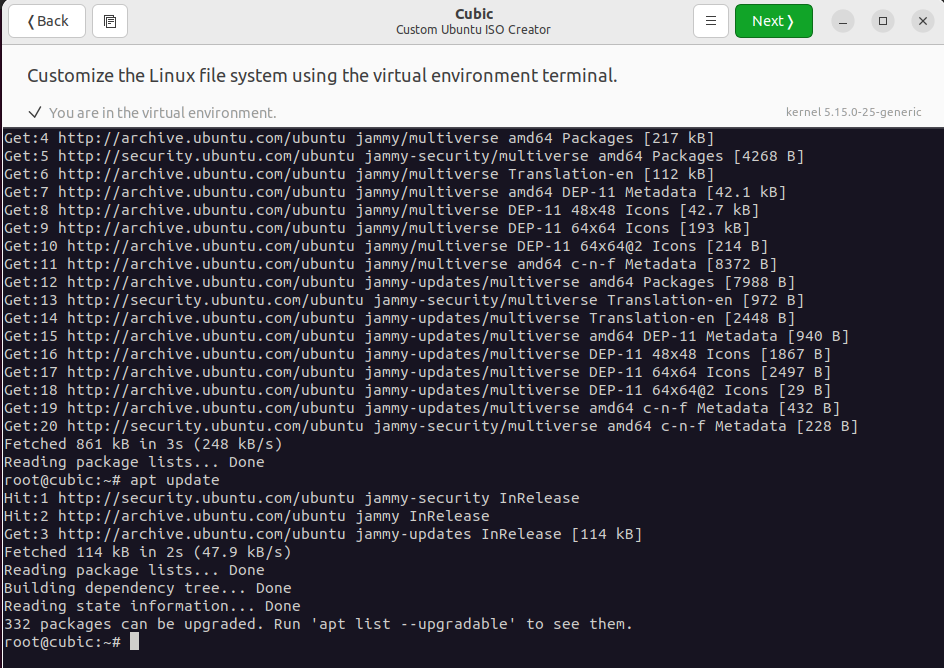 ❬Back
Cubic
Custom Ubuntu ISO Creator
Next❭
Customize the Linux file system using the virtual environment terminal.
You are in the virtual environment.
kernel 5.15.0-25-generic
Get:4 http://archive.ubuntu.com/ubuntu jammy/multiverse amd64 Packages [217 kB]
Get:5 http://security.ubuntu.com/ubuntu jammy-security/multiverse amd64 Packages [4268 B]
Get:6 http://archive.ubuntu.com/ubuntu jammy/multiverse Translation-en [112 kB]
Get:7 http://archive.ubuntu.com/ubuntu jammy/multiverse amd64 DEP-11 Metadata [42.1 kB]
Get:8 http://archive.ubuntu.com/ubuntu jammy/multiverse DEP-11 48x48 Icons [42.7 kB]
Get:9 http://archive.ubuntu.com/ubuntu jammy/multiverse DEP-11 64x64 Icons [193 kB]
Get:10 http://archive.ubuntu.com/ubuntu jammy/multiverse DEP-11 64x64@2 Icons [214 B]
Get:11 http://archive.ubuntu.com/ubuntu jammy/multiverse amd64 c-n-f Metadata [8372 B]
Get:12 http://archive.ubuntu.com/ubuntu jammy-updates/multiverse amd64 Packages [7988 B]
Get:13 http://security.ubuntu.com/ubuntu jammy-security/multiverse Translation-en [972 B]
Get:14 http://archive.ubuntu.com/ubuntu jammy-updates/multiverse Translation-en [2448 B]
Get:15 http://archive.ubuntu.com/ubuntu jammy-updates/multiverse amd64 DEP-11 Metadata [940 B]
Get:16 http://archive.ubuntu.com/ubuntu jammy-updates/multiverse DEP-11 48x48 Icons [1867 B]
Get:17 http://archive.ubuntu.com/ubuntu jammy-updates/multiverse DEP-11 64x64 Icons [2497 B]
Get:18 http://archive.ubuntu.com/ubuntu jammy-updates/multiverse DEP-11 64x64@2 Icons [29 B]
Get:19 http://archive.ubuntu.com/ubuntu jammy-updates/multiverse amd64 c-n-f Metadata [432 B]
Get:20 http://security.ubuntu.com/ubuntu jammy-security/multiverse amd64 c-n-f Metadata [228 B]
Fetched 861 kB in 3s (248 kB/s)
Reading package lists... Done
root@cubic:~# apt update
Hit:1 http://security.ubuntu.com/ubuntu jammy-security InRelease
Hit:2 http://archive.ubuntu.com/ubuntu jammy InRelease
Get:3 http://archive.ubuntu.com/ubuntu jammy-updates InRelease [114 kB]
Fetched 114 kB in 2s (47.9 kB/s)
Reading package lists... Done
Building dependency tree... Done
Reading state information... Done
332 packages can be upgraded. Run 'apt list --upgradable' to see them.
root@cubic:~#